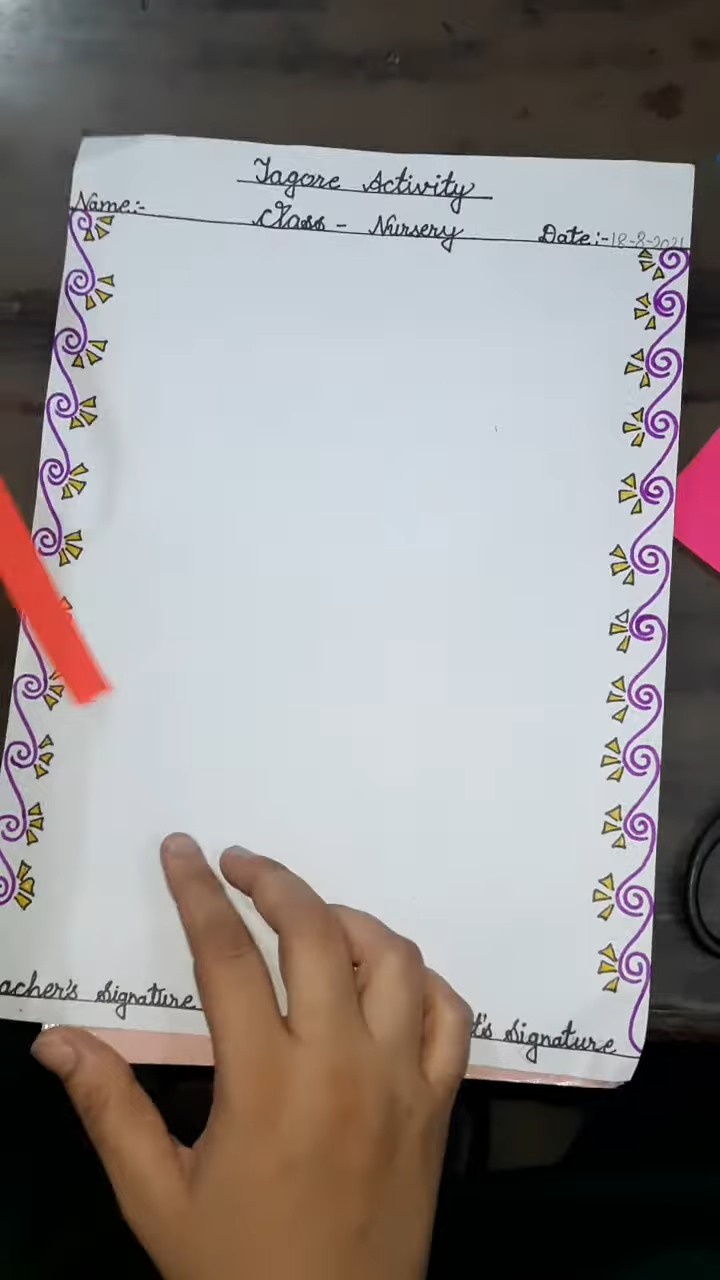 Tagore Activity
Name:-
Class - Nursery
Date:-18-8-2021
acher's Signature
t's Signature